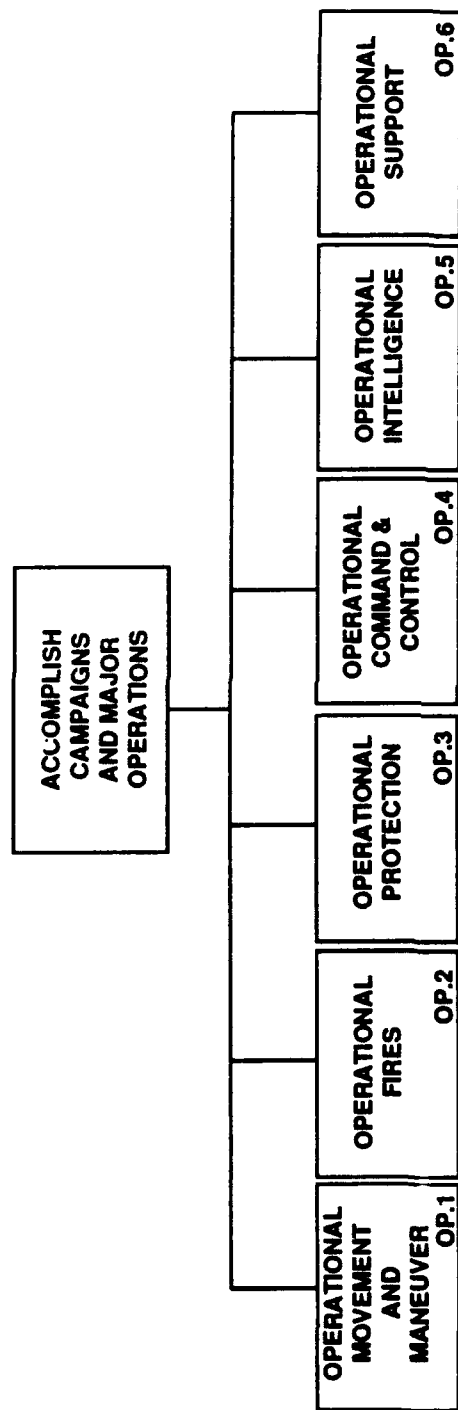 ACCOMPLISH
CAMPAIGNS
AND MAJOR
OPERATIONS
OPERATIONAL
MOVEMENT
AND
MANEUVER
OP.1
OPERATIONAL
FIRES
OP.2
OPERATIONAL
PROTECTION
OP.3
OPERATIONAL
COMMAND &
CONTROL
OP.4
OPERATIONAL
INTELLIGENCE
OP.5
OPERATIONAL
SUPPORT
OP.6